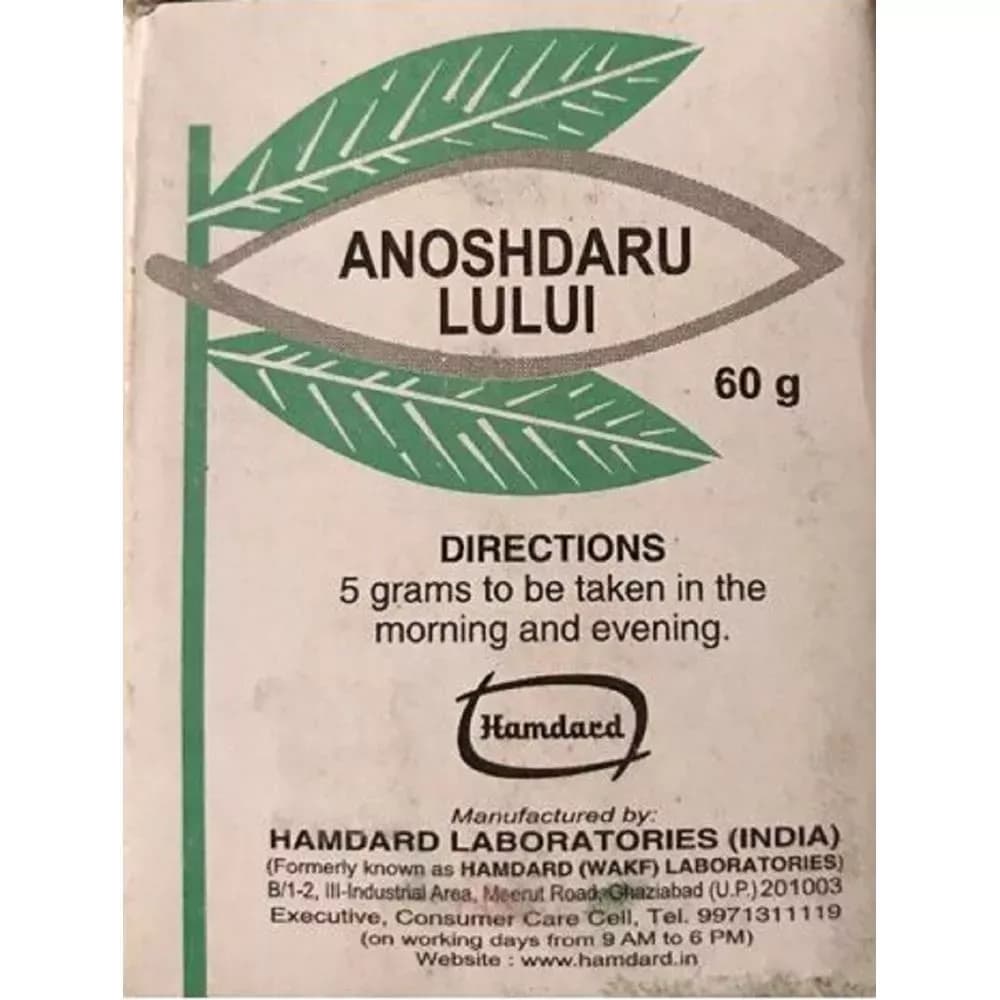 ANOSHDARU
LULUI
60 g
DIRECTIONS
5 grams to be taken in the
morning and evening.
Hamdard
Manufactured by:
HAMDARD LABORATORIES (INDIA)
(Formerly known as HAMDARD (WAKF) LABORATORIES)
B/1-2, III-Industrial Area, Meerut Road, Ghaziabad (U.P.) 201003
Executive, Consumer Care Cell, Tel. 9971311119
(on working days from 9 AM to 6 PM)
Website : www.hamdard.in